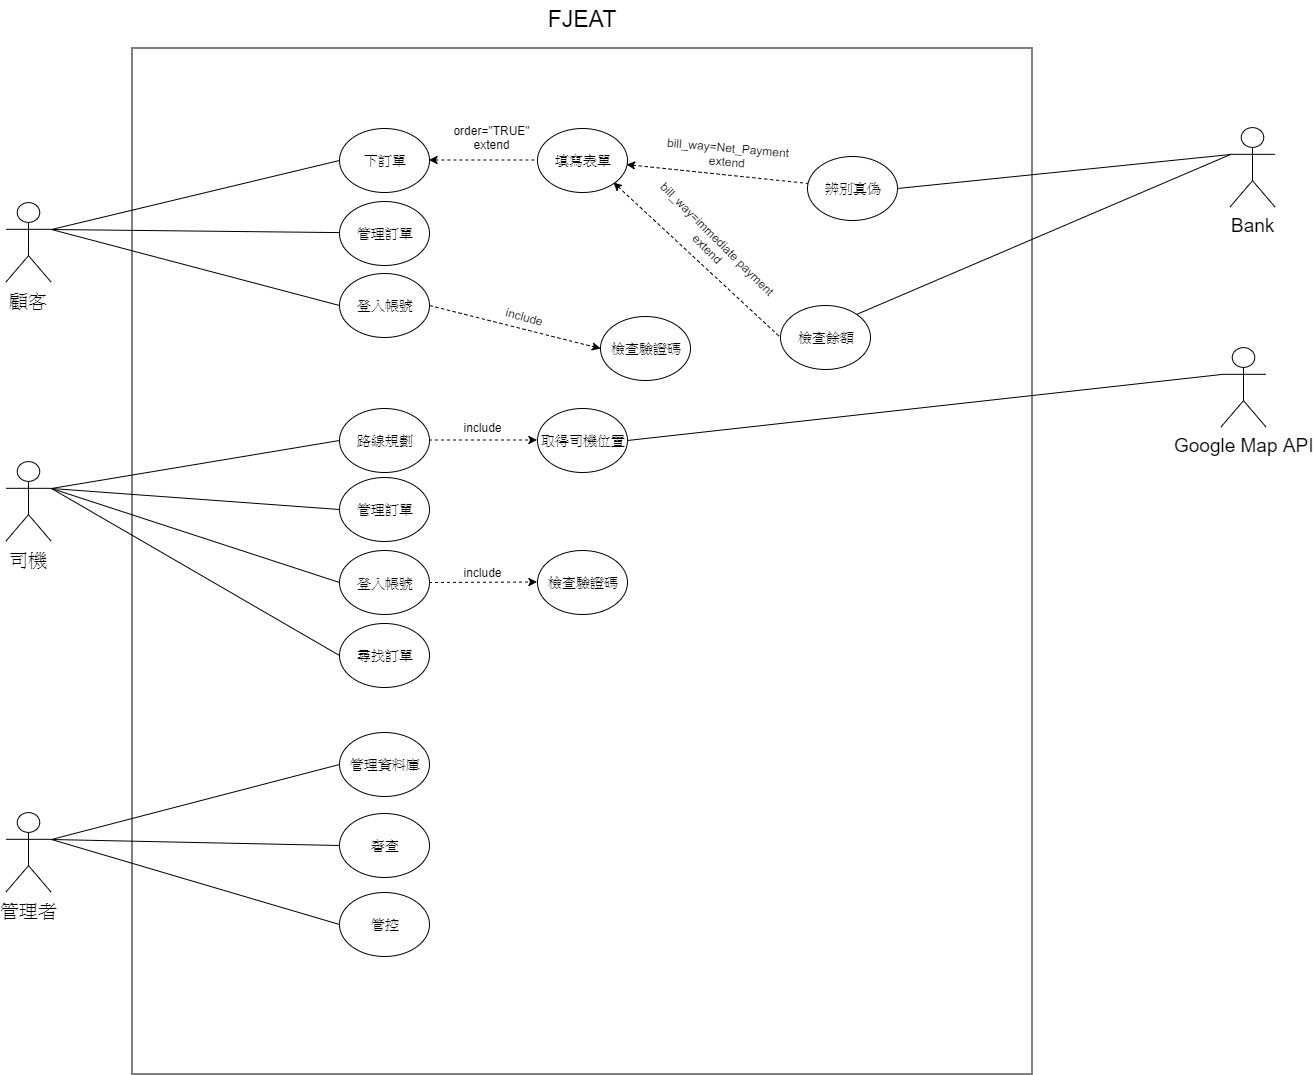 FJEAT
order="TRUE"
extend
bill_way=Net_Payment
extend
下訂單
填寫表單
辨別真偽
bill_way=immediate payment
extend
Bank
管理訂單
顧客
登入帳號
include
檢查驗證碼
檢查餘額
路線規劃
include
取得司機位置
Google Map API
管理訂單
司機
登入帳號
include
檢查驗證碼
尋找訂單
管理資料庫
審查
管理者
管控